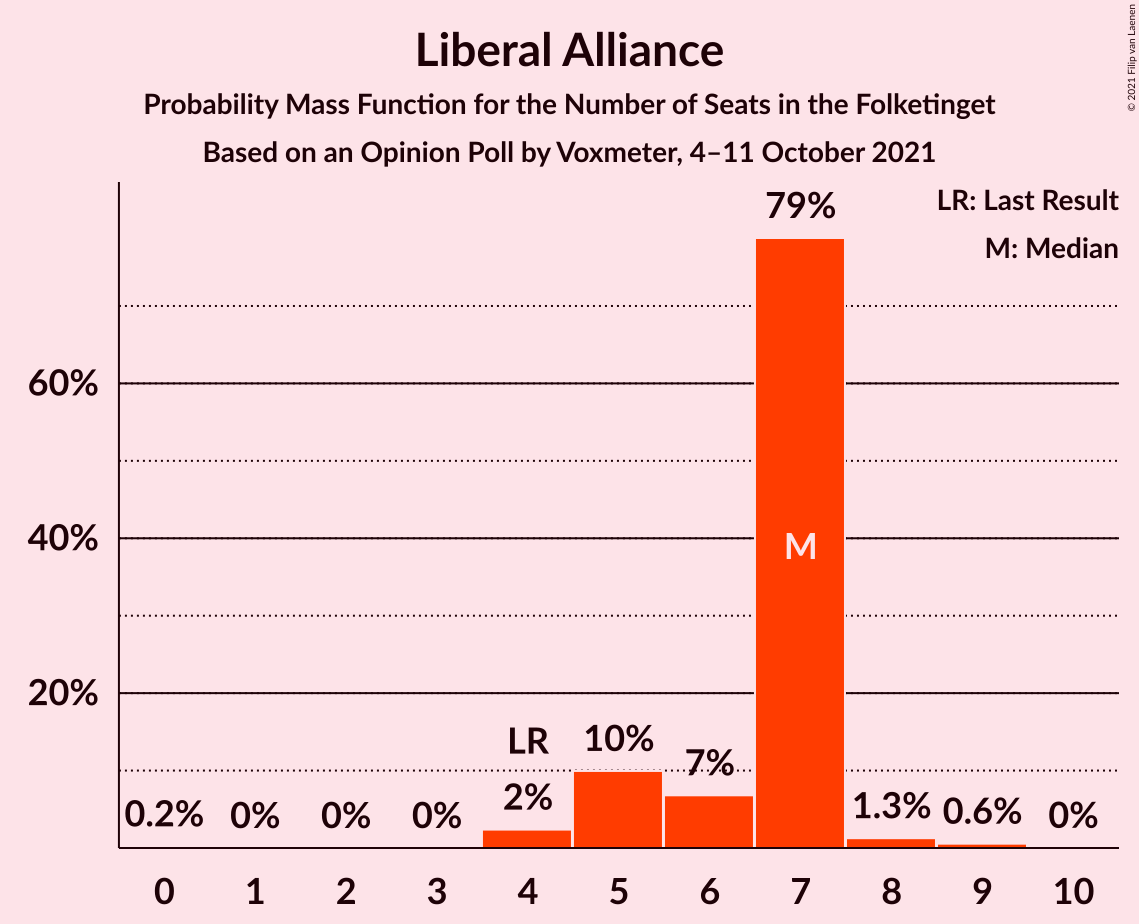 Liberal Alliance
Probability Mass Function for the Number of Seats in the Folketinget
Based on an Opinion Poll by Voxmeter, 4–11 October 2021
© 2021 Filip van Laenen
LR: Last Result
M: Median
60%
40%
20%
0.2%
0%
0%
0%
LR
2%
10%
7%
79%
M
1.3%
0.6%
0%
0 1 2 3 4 5 6 7 8 9 10